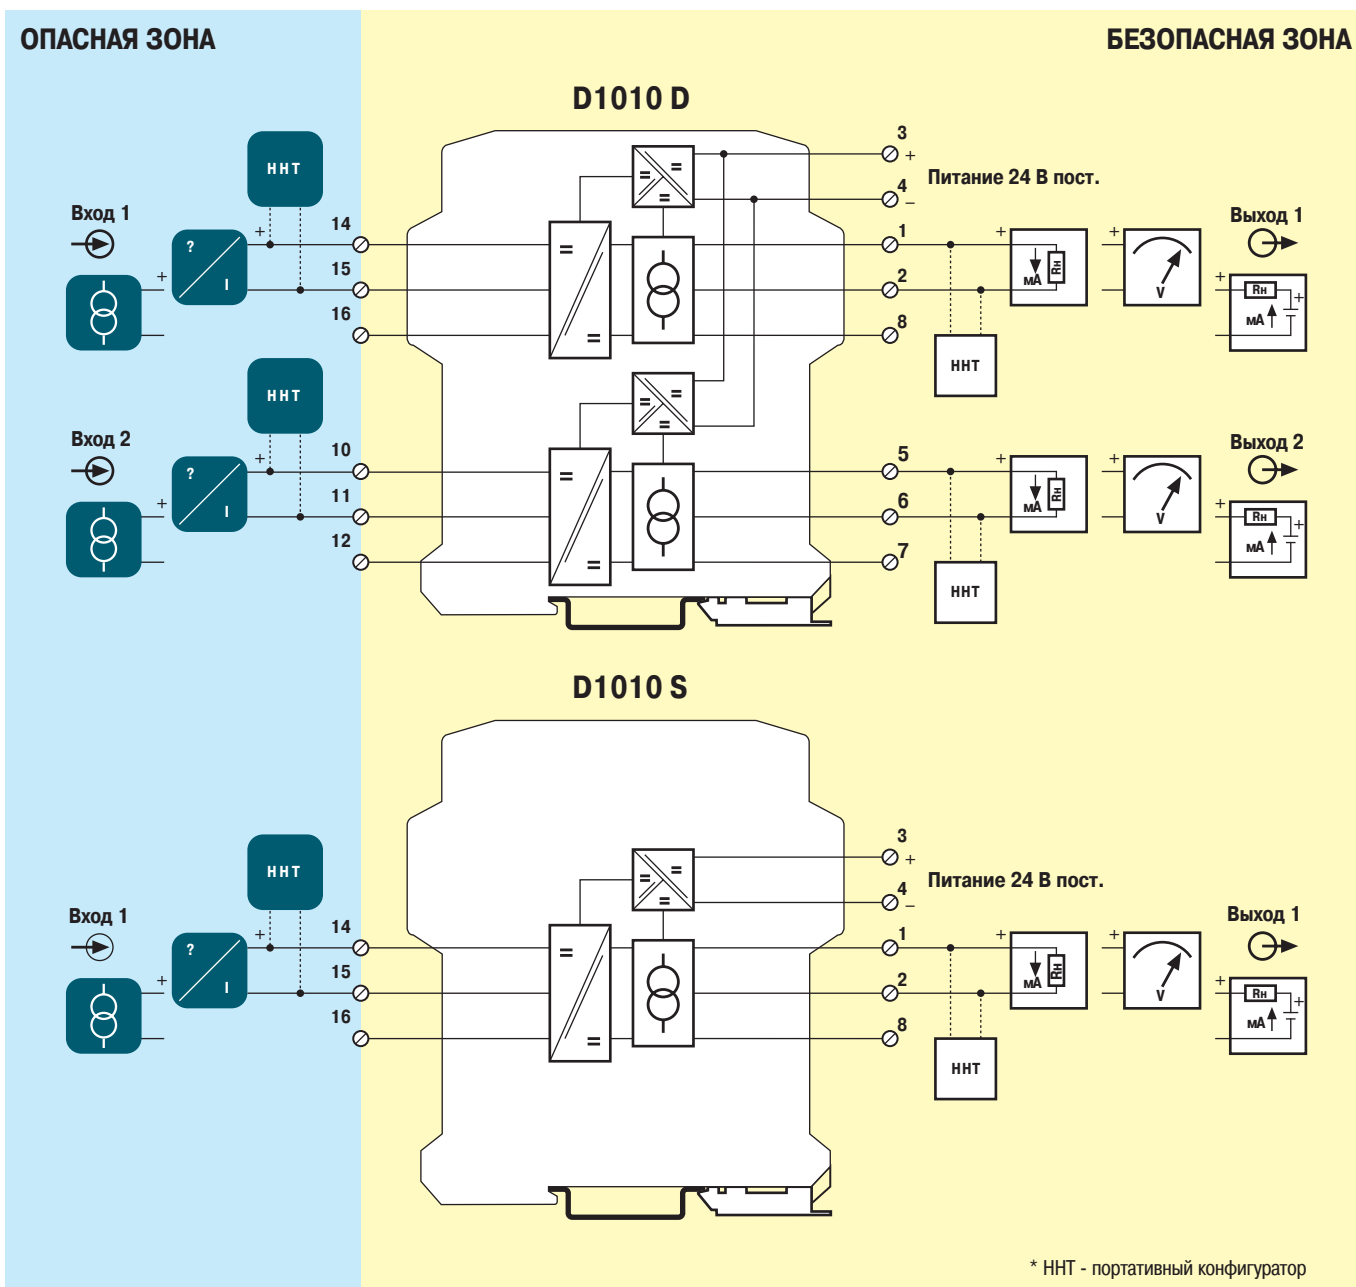 ОПАСНАЯ ЗОНА
БЕЗОПАСНАЯ ЗОНА
D1010 D
ННТ
3
+
Питание 24 В пост.
4
–
Вход 1
14
1
Выход 1
?
I
+
+
+
15
2
+
+
мА
Rн
V
Rн
+
мА
16
8
ННТ
ННТ
Вход 2
10
5
Выход 2
?
I
+
+
+
11
6
+
+
мА
Rн
V
Rн
+
мА
12
7
ННТ
D1010 S
3
+
ННТ
Питание 24 В пост.
4
–
Вход 1
14
1
Выход 1
?
I
+
+
+
15
2
+
+
мА
Rн
V
Rн
+
мА
16
8
ННТ
* ННТ - портативный конфигуратор